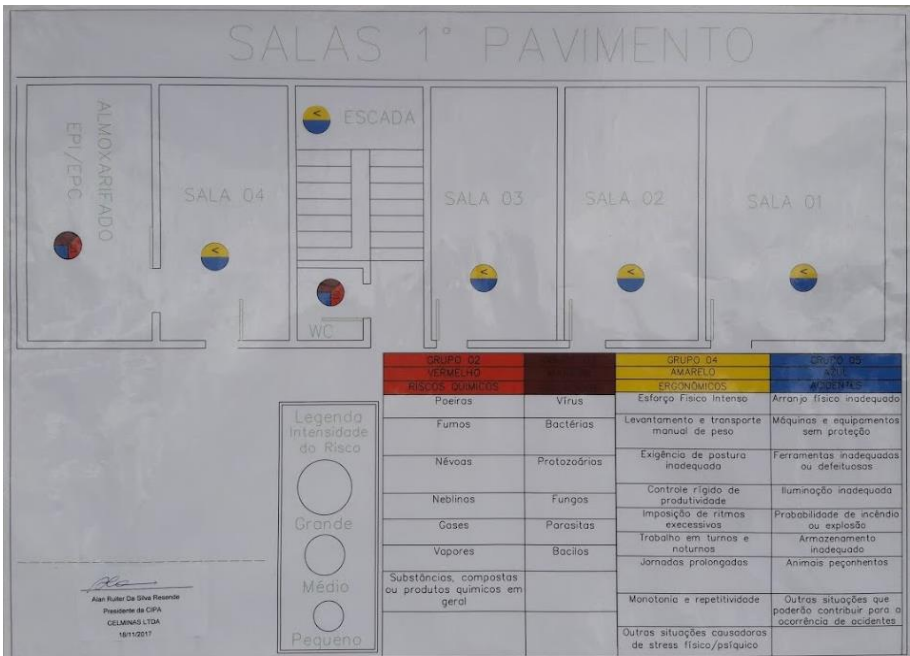 SALAS 1° PAVIMENTO
ALMOXARIFADO
EPI/EPC
SALA 04
ESCADA
WC
SALA 03
SALA 02
SALA 01
Legenda
Intensidade
do Risco
Grande
Médio
Pequeno
GRUPO 02
VERMELHO
RISCOS QUÍMICOS
Poeiras
Fumos
Névoas
Neblinas
Gases
Vapores
Substâncias, compostas
ou produtos químicos em
geral
Vírus
Bactérias
Protozoários
Fungos
Parasitas
Bacilos
GRUPO 04
AMARELO
ERGONÔMICOS
Esforço Físico Intenso
Levantamento e transporte
manual de peso
Exigência de postura
inadequada
Controle rígido de
produtividade
Imposição de ritmos
execessivos
Trabalho em turnos e
noturnos
Jornadas prolongadas
Monotonia e repetitividade
Outras situações causadoras
de stress físico/psíquico
GRUPO 05
AZUL
ACIDENTES
Arranjo físico inadequado
Máquinas e equipamentos
sem proteção
Ferramentas inadequadas
ou defeituosas
Iluminação inadequada
Probabilidade de incêndio
ou explosão
Armazenamento
inadequado
Animais peçonhentos
Outras situações que
poderão contribuir para a
ocorrência de acidentes
Alan Ruiter Da Silva Resende
Presidente da CIPA
CELMINAS LTDA
16/11/2017